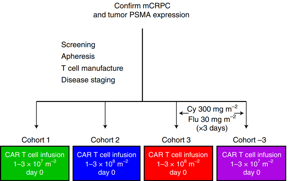 Confirm mCRPC
and tumor PSMA expression
Screening
Apheresis
T cell manufacture
Disease staging
Cy 300 mg m⁻²
Flu 30 mg m⁻²
(×3 days)
Cohort 1
Cohort 2
Cohort 3
Cohort –3
CAR T cell infusion
1–3 × 10⁷ m⁻²
day 0
CAR T cell infusion
1–3 × 10⁸ m⁻²
day 0
CAR T cell infusion
1–3 × 10⁸ m⁻²
day 0
CAR T cell infusion
1–3 × 10⁷ m⁻²
day 0